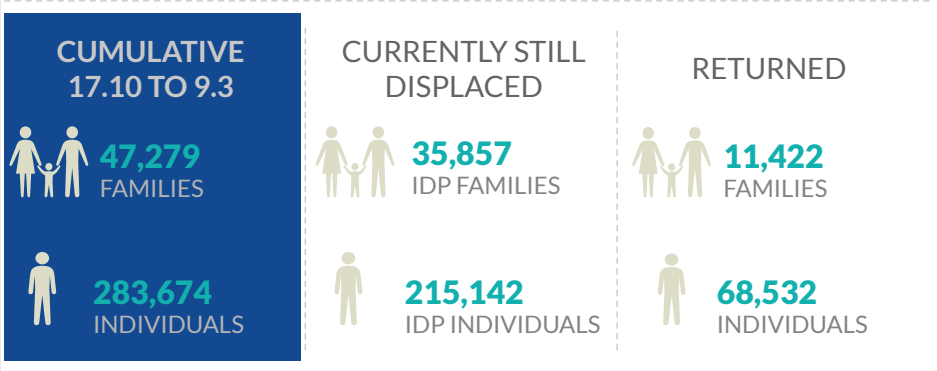 CUMULATIVE
17.10 TO 9.3
47,279
FAMILIES
283,674
INDIVIDUALS
CURRENTLY STILL
DISPLACED
35,857
IDP FAMILIES
215,142
IDP INDIVIDUALS
RETURNED
11,422
FAMILIES
68,532
INDIVIDUALS